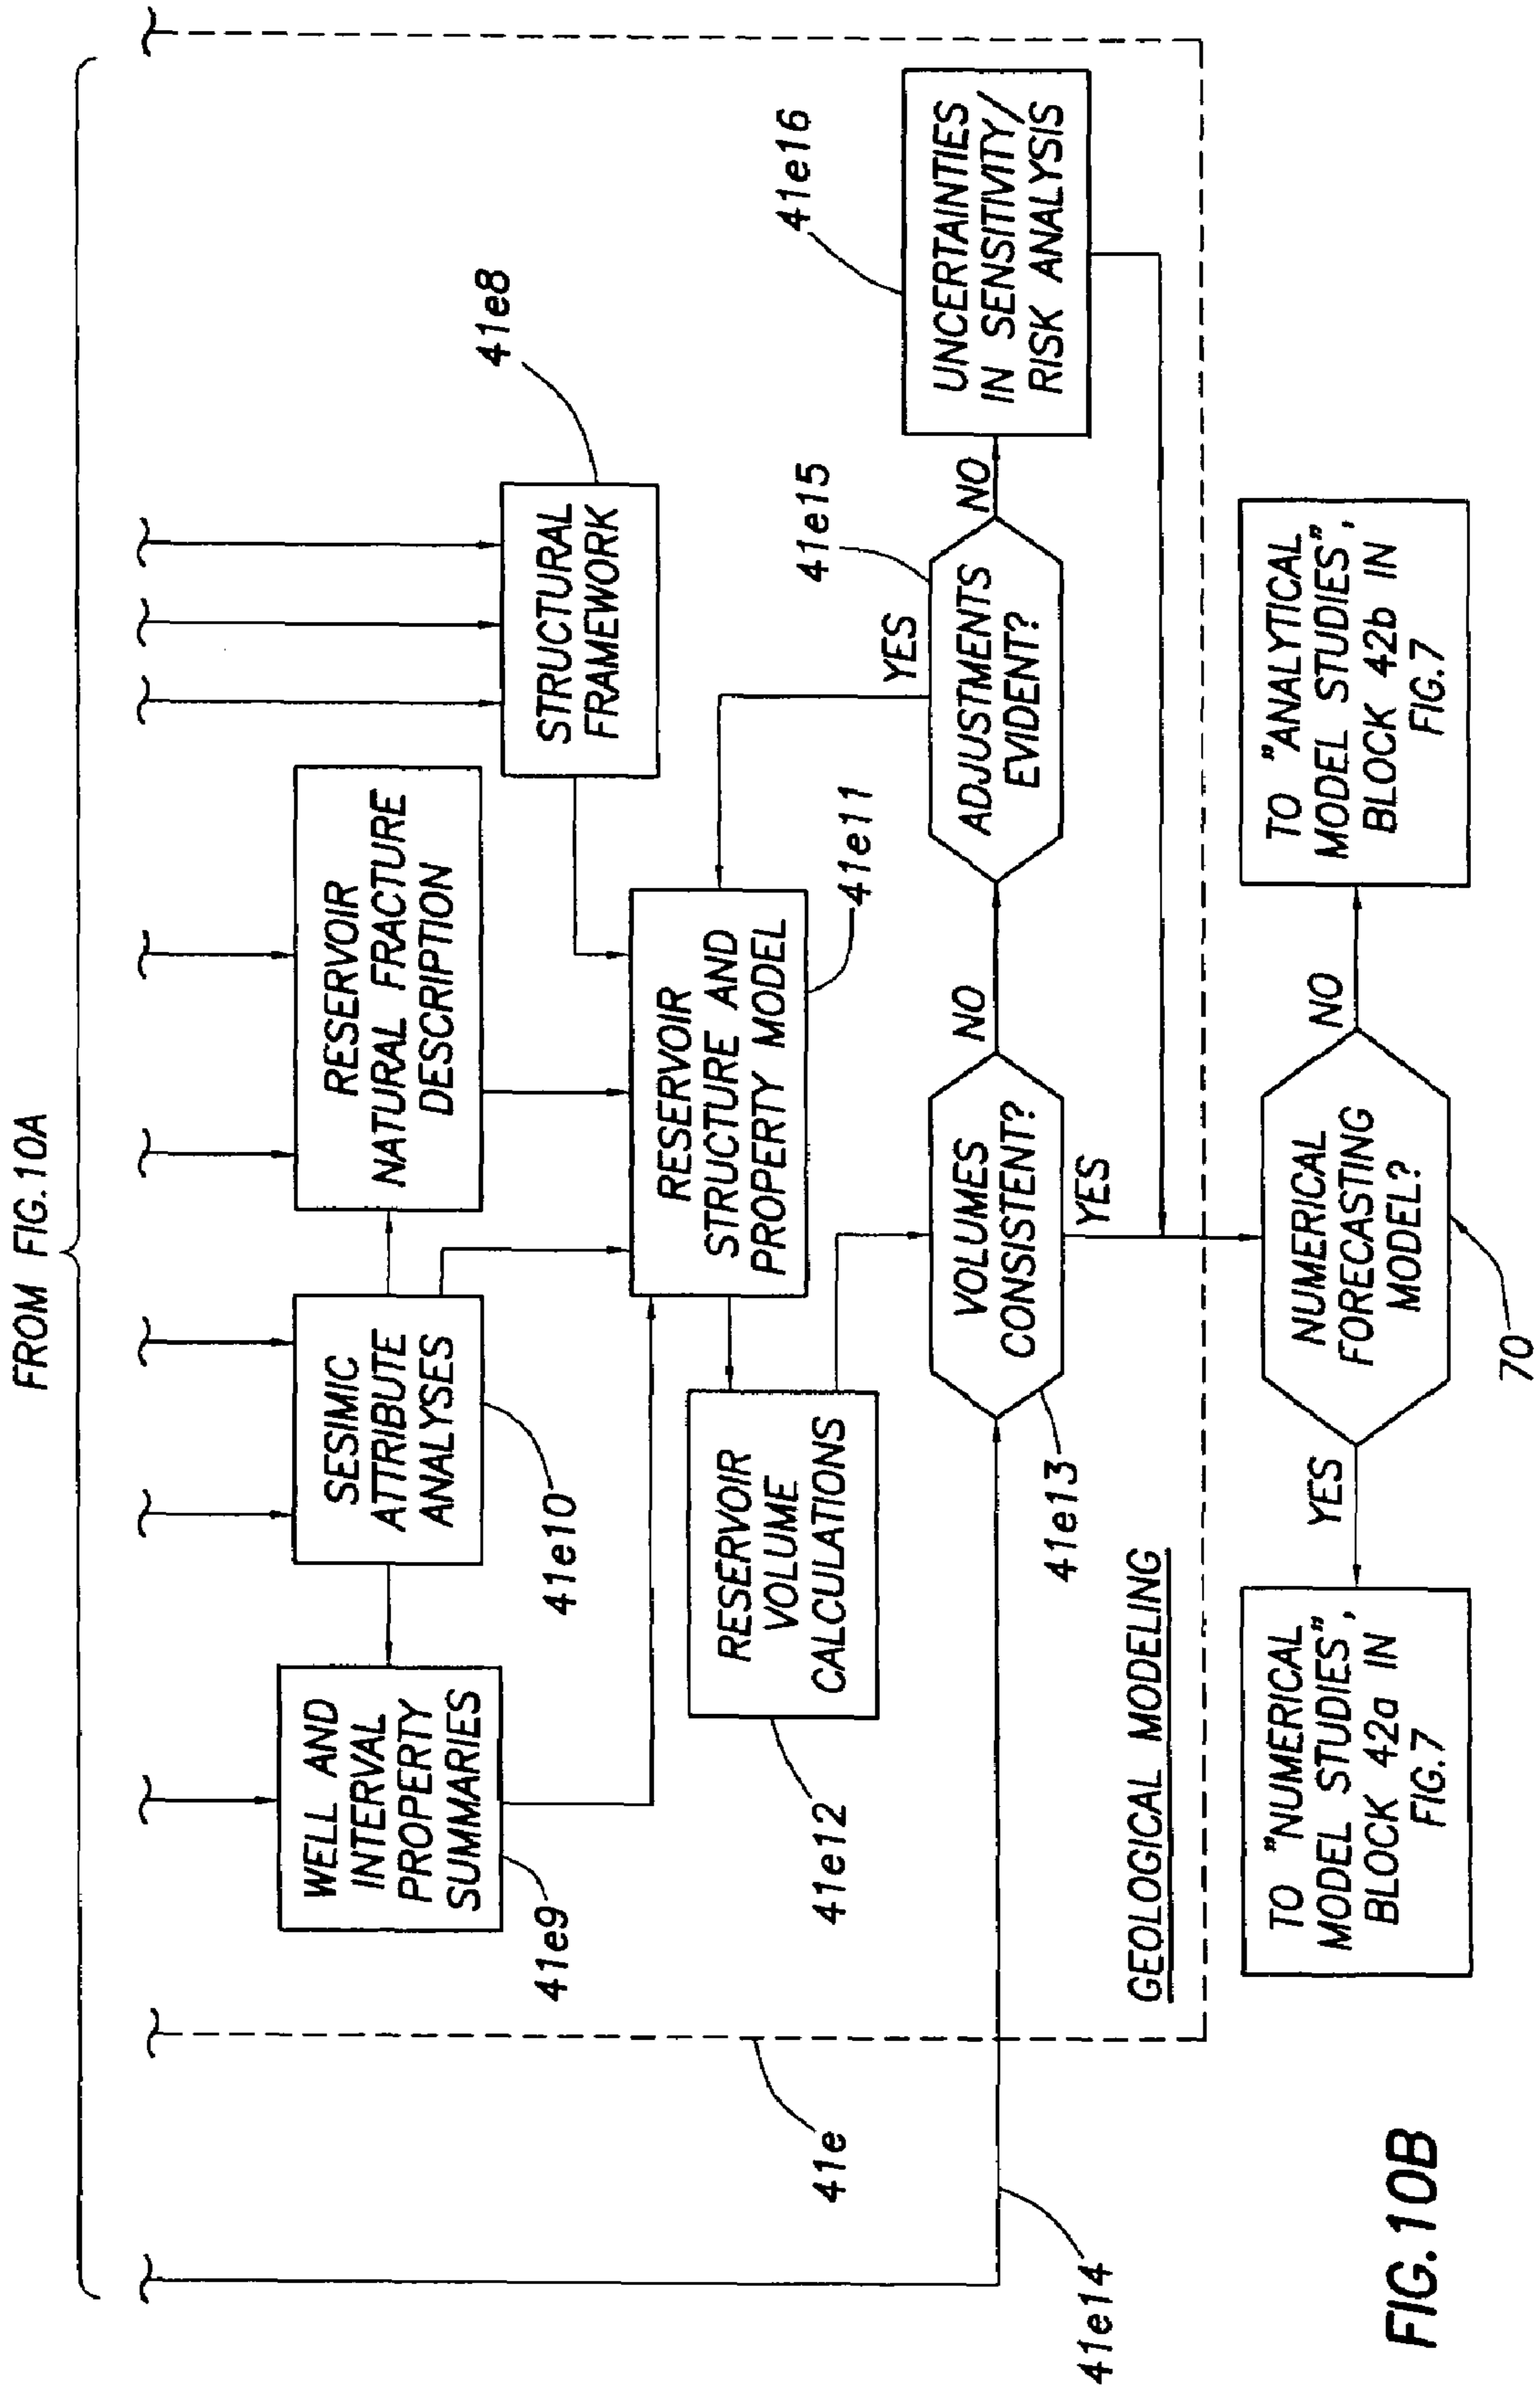 FROM FIG.10A
WELL AND
INTERVAL
PROPERTY
SUMMARIES
41e9
SESIMIC
ATTRIBUTE
ANALYSES
41e10
RESERVOIR
NATURAL FRACTURE
DESCRIPTION
STRUCTURAL
FRAMEWORK
41e8
RESERVOIR
STRUCTURE AND
PROPERTY MODEL
41e11
RESERVOIR
VOLUME
CALCULATIONS
41e12
VOLUMES
CONSISTENT?
41e13
NO
YES
ADJUSTMENTS
EVIDENT?
41e15
YES
NO
UNCERTAINTIES
IN SENSITIVITY/
RISK ANALYSIS
41e16
41e
41e14
GEOLOGICAL MODELING
NUMERICAL
FORECASTING
MODEL?
70
YES
NO
TO "NUMERICAL
MODEL STUDIES",
BLOCK 42a IN
FIG.7
TO "ANALYTICAL
MODEL STUDIES",
BLOCK 42b IN
FIG.7
FIG.10B